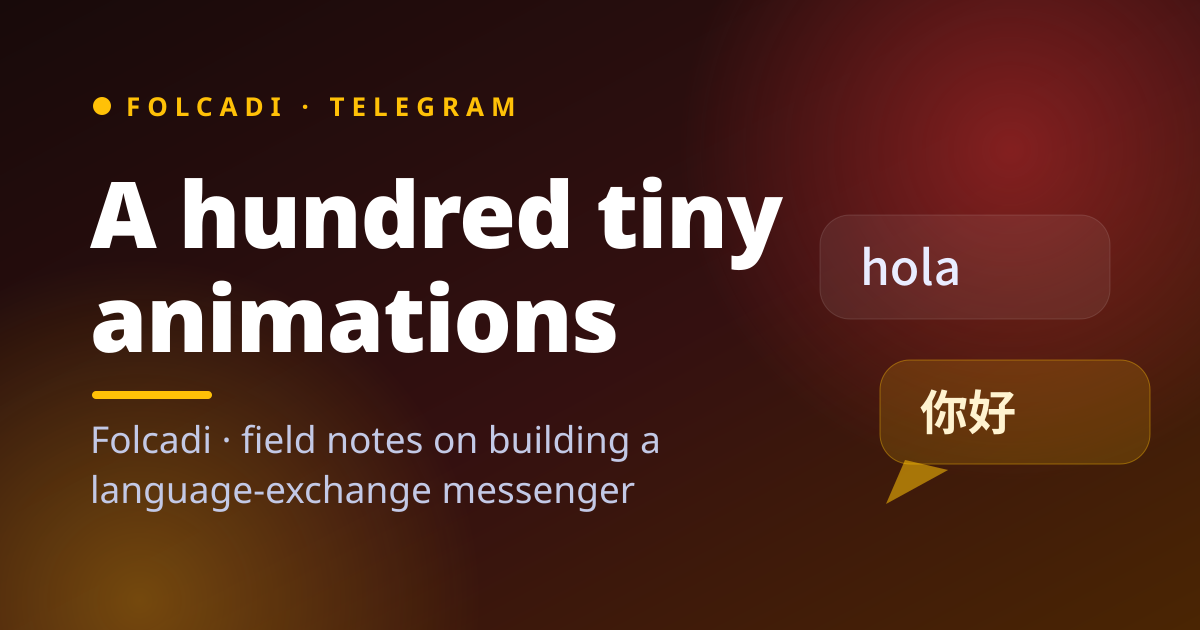 FOLCADI · TELEGRAM
A hundred tiny
animations
Folcadi · field notes on building a
language-exchange messenger
hola
你好